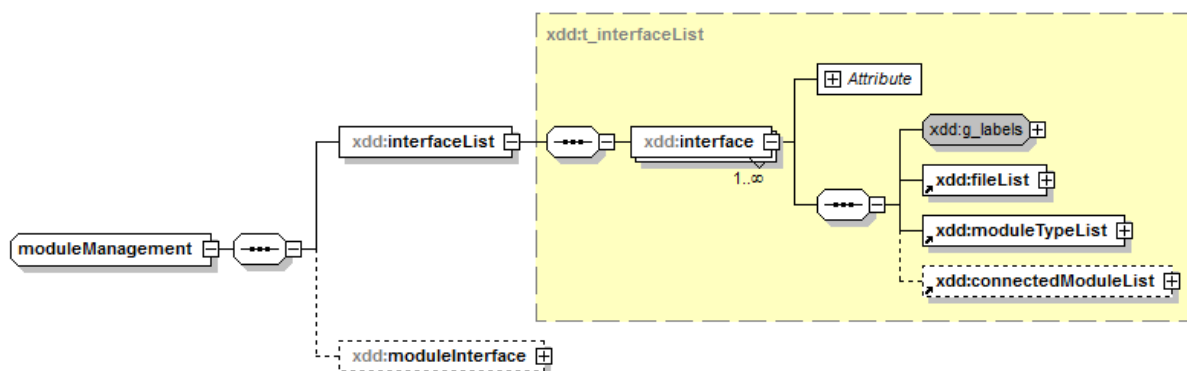 xdd:t_interfaceList
Attribute
xdd:g_labels
xdd:interfaceList
xdd:interface
1..∞
xdd:fileList
xdd:moduleTypeList
moduleManagement
xdd:connectedModuleList
xdd:moduleInterface